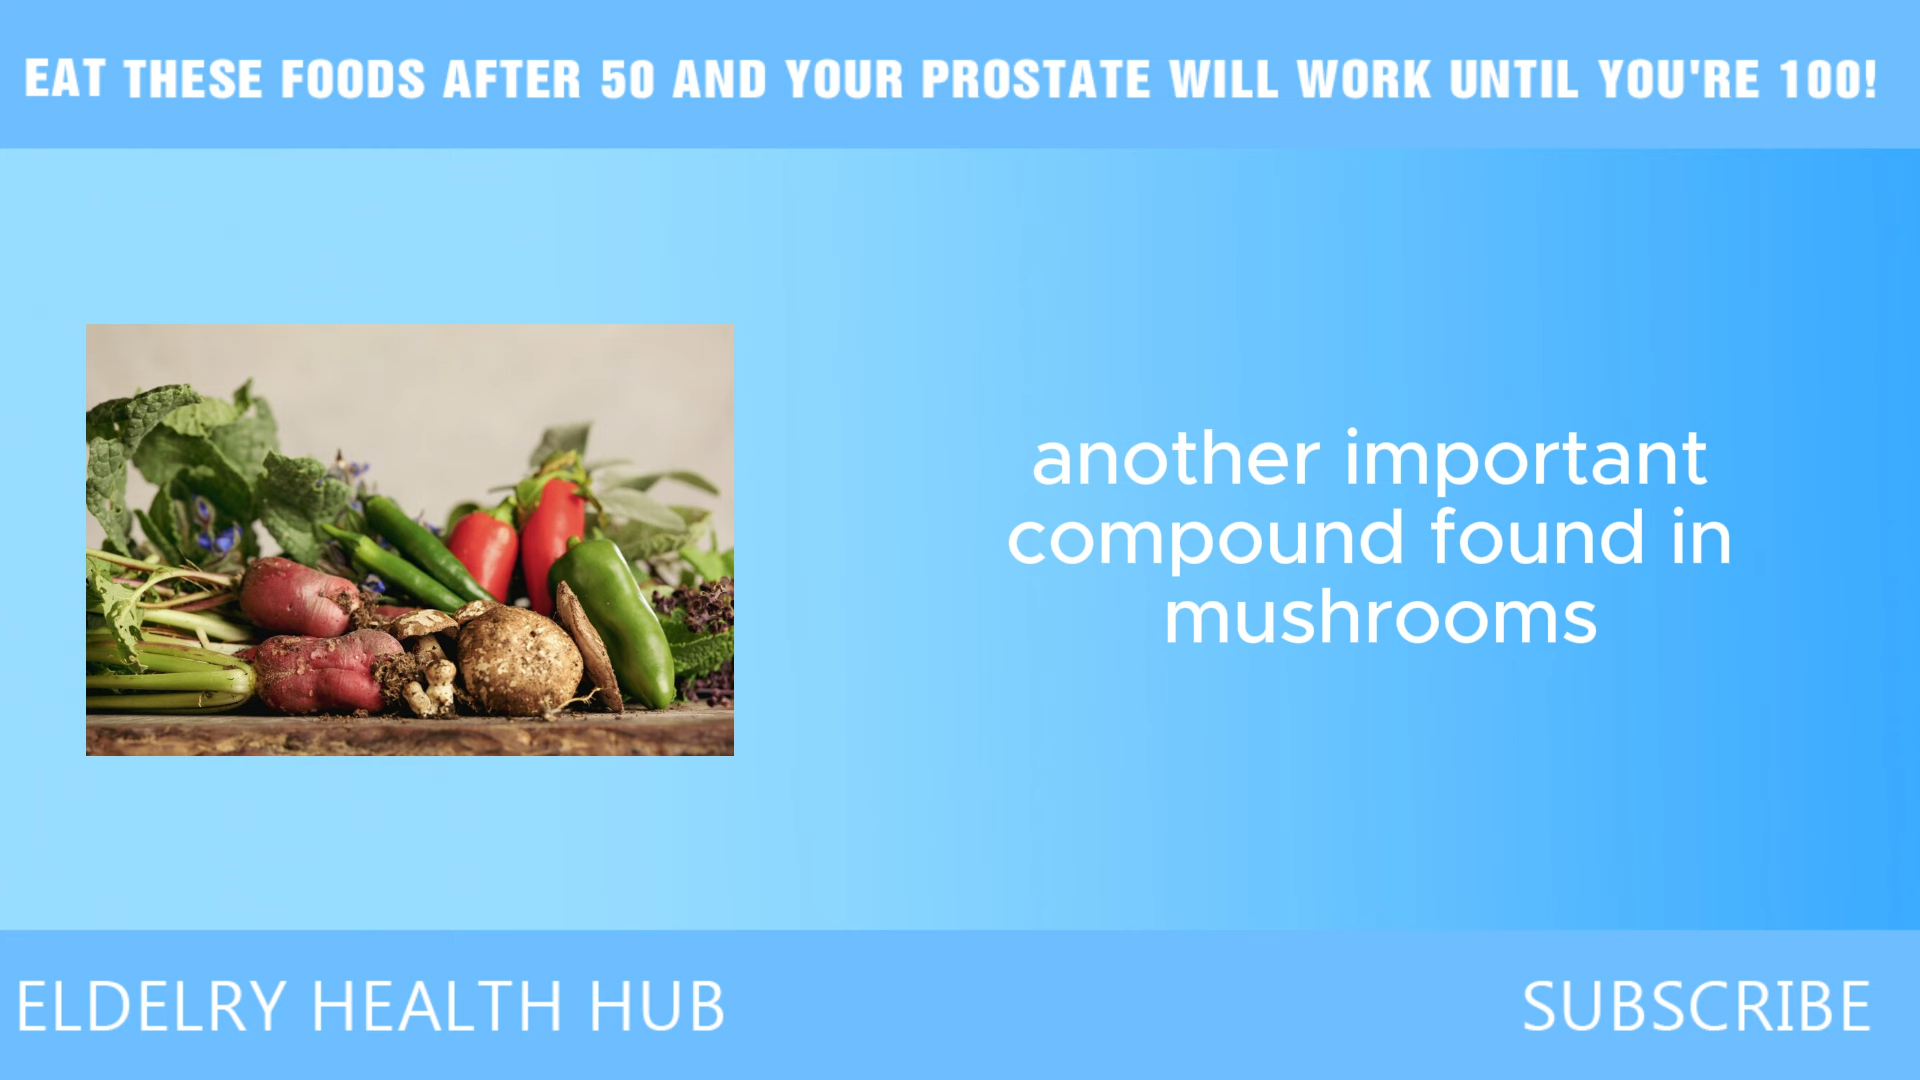 EAT THESE FOODS AFTER 50 AND YOUR PROSTATE WILL WORK UNTIL YOU'RE 100!
another important
compound found in
mushrooms
ELDELRY HEALTH HUB
SUBSCRIBE